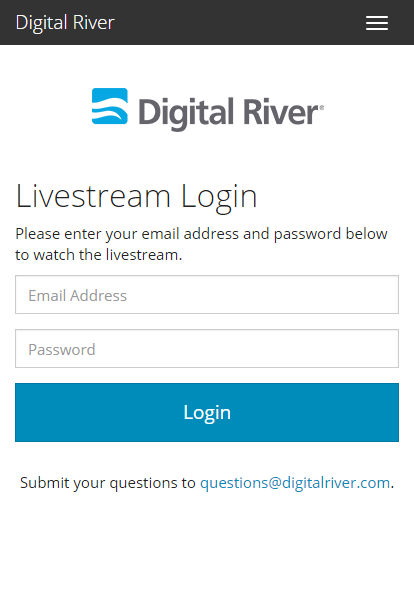 Digital River
Digital River®
Livestream Login
Please enter your email address and password below
to watch the livestream.
Email Address
Password
Login
Submit your questions to questions@digitalriver.com.